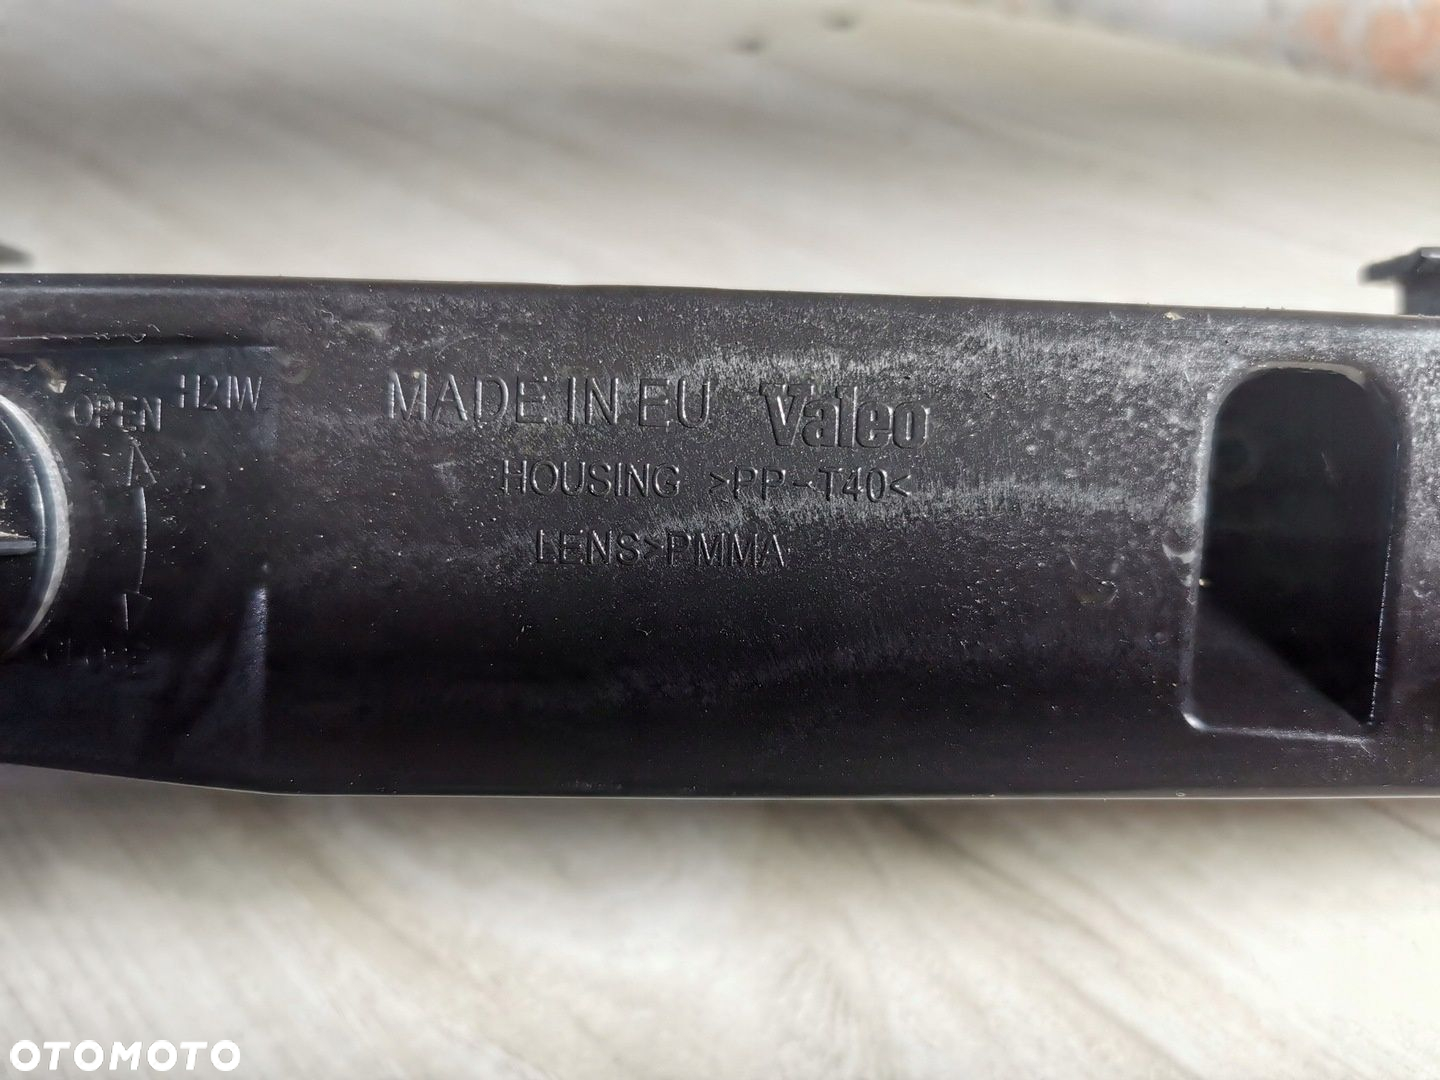 OPEN H21W
MADE IN EU Valeo
HOUSING >PP-T40<
LENS>PMMA
OTOMOTO